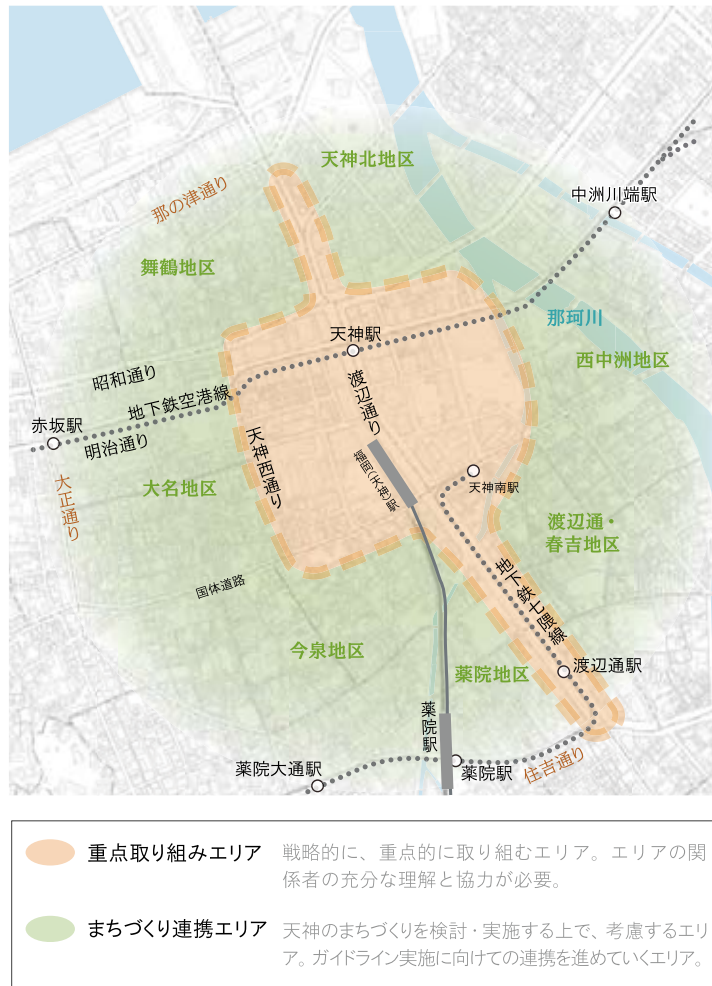 天神北地区
那の津通り
中洲川端駅
舞鶴地区
那珂川
天神駅
西中洲地区
昭和通り
地下鉄空港線
渡辺通り
赤坂駅
明治通り
天神西通り
福岡(天神)駅
天神南駅
大正通り
大名地区
渡辺通・
春吉地区
国体道路
地下鉄七隈線
今泉地区
薬院地区
渡辺通駅
薬院駅
薬院大通駅
薬院駅
住吉通り
重点取り組みエリア
戦略的に、重点的に取り組むエリア。エリアの関
係者の充分な理解と協力が必要。
まちづくり連携エリア
天神のまちづくりを検討・実施する上で、考慮するエリ
ア。ガイドライン実施に向けての連携を進めていくエリア。